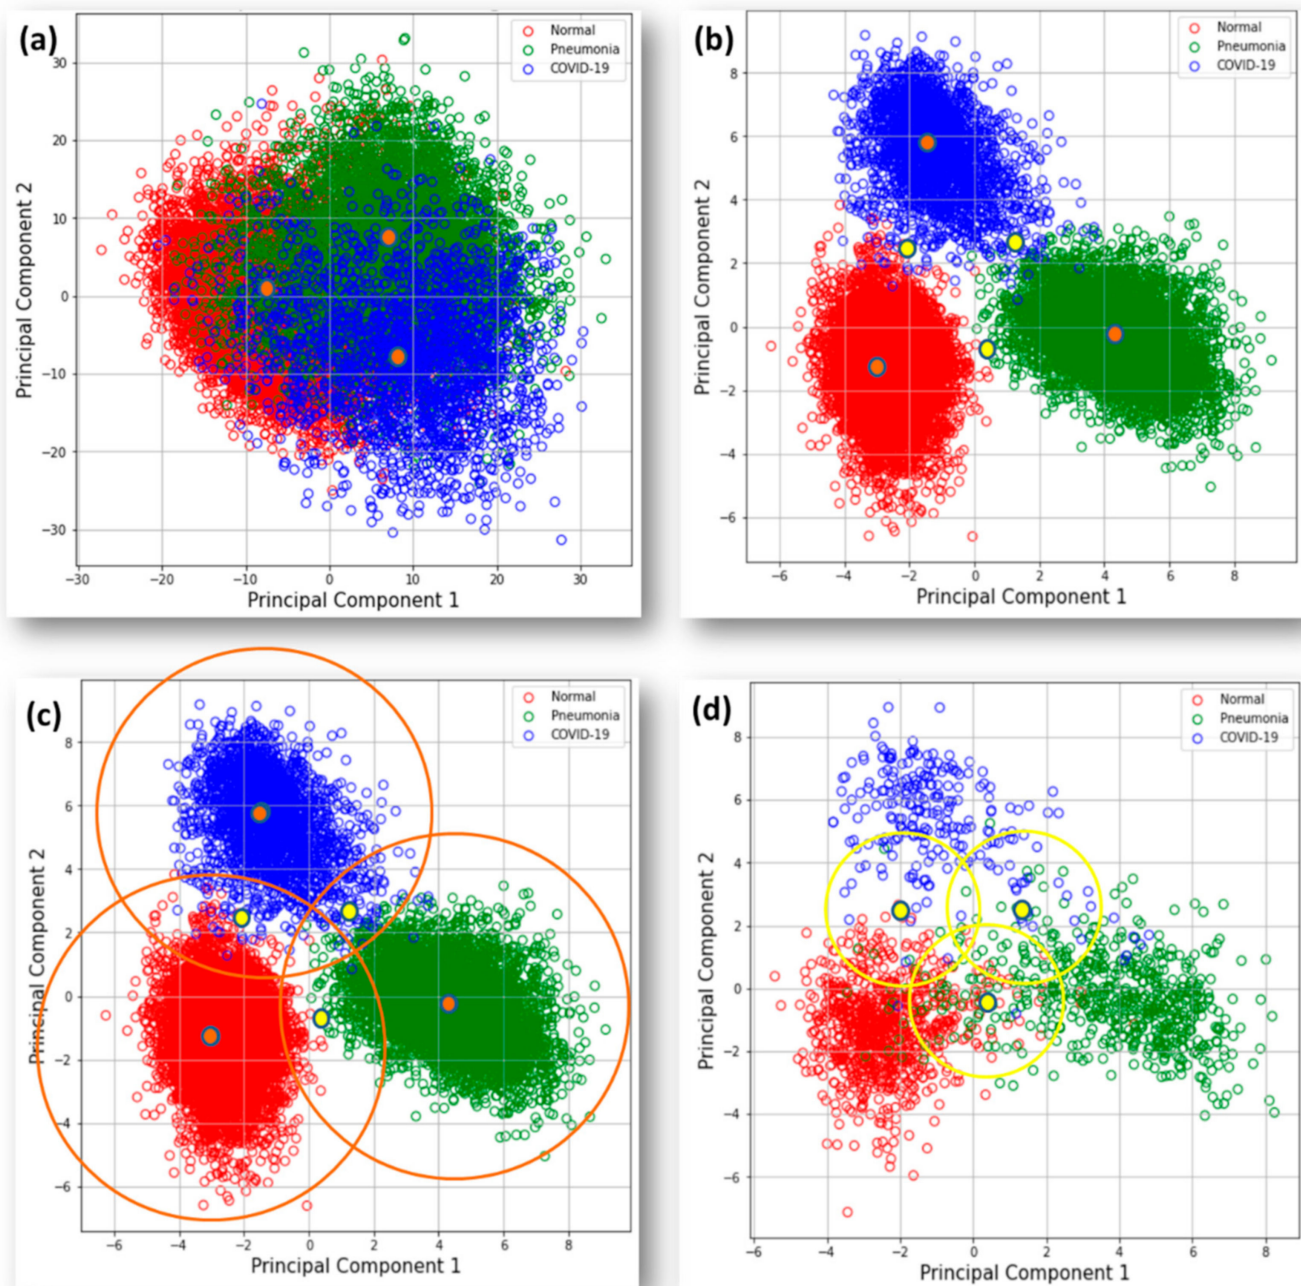 (a)
Normal
Pneumonia
COVID-19
30
20
10
0
−10
−20
−30
−30 −20 −10 0 10 20 30
Principal Component 1
Principal Component 2
(b)
Normal
Pneumonia
COVID-19
8
6
4
2
0
−2
−4
−6
−6 −4 −2 0 2 4 6 8
Principal Component 1
Principal Component 2
(c)
Normal
Pneumonia
COVID-19
8
6
4
2
0
−2
−4
−6
−6 −4 −2 0 2 4 6 8
Principal Component 1
Principal Component 2
(d)
Normal
Pneumonia
COVID-19
8
6
4
2
0
−2
−4
−6
−6 −4 −2 0 2 4 6 8
Principal Component 1
Principal Component 2